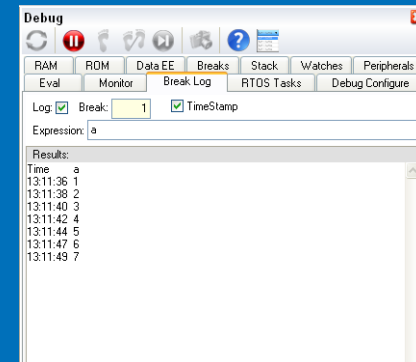 Debug
RAM ROM Data EE Breaks Stack Watches Peripherals
Eval Monitor Break Log RTOS Tasks Debug Configure
Log: Break: 1 TimeStamp
Expression: a
Results:
Time a
13:11:36 1
13:11:38 2
13:11:40 3
13:11:42 4
13:11:44 5
13:11:47 6
13:11:49 7